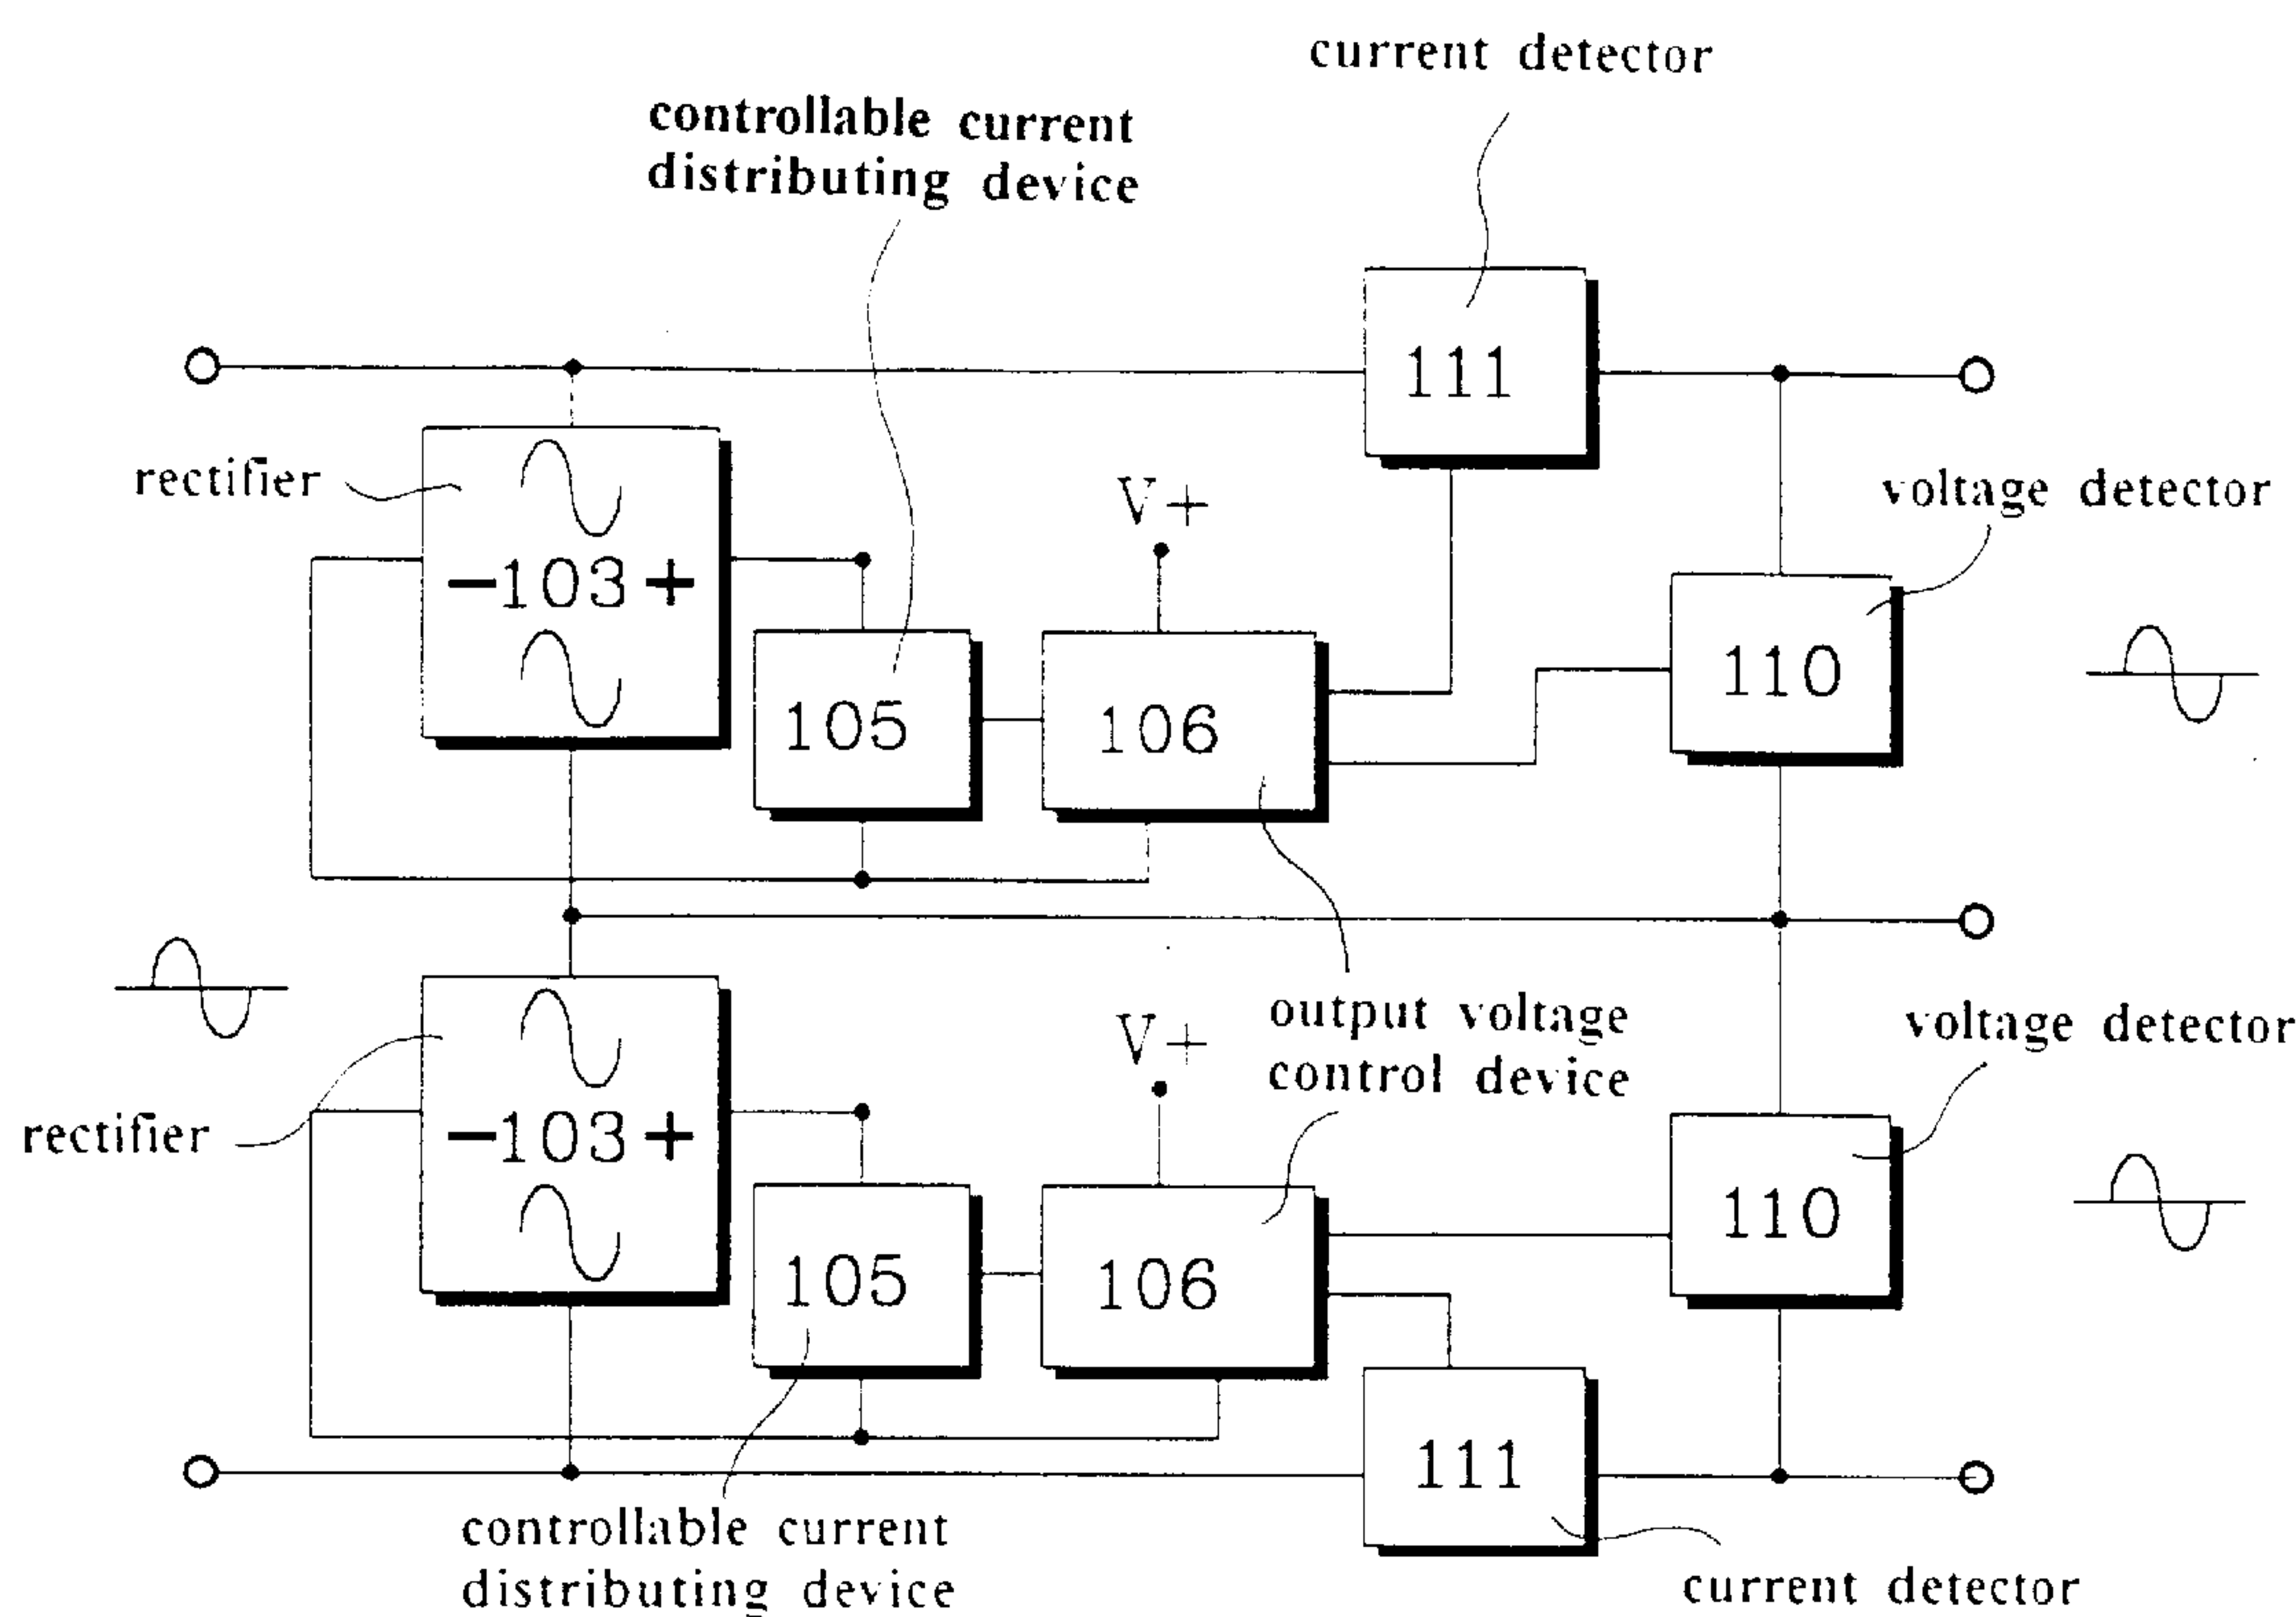 current detector
controllable current
distributing device
111
rectifier
V+
voltage detector
-103+
110
105
106
output voltage
control device
V+
voltage detector
rectifier
-103+
110
105
106
111
controllable current
distributing device
current detector